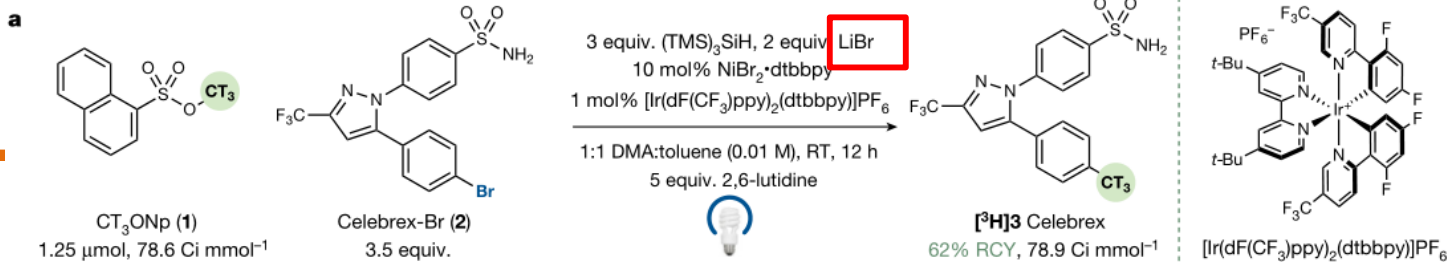 a
O O
S
O
CT3
CT₃ONp (1)
1.25 μmol, 78.6 Ci mmol⁻¹
O O
S
NH₂
N
N
F₃C
Br
Celebrex-Br (2)
3.5 equiv.
3 equiv. (TMS)₃SiH, 2 equiv LiBr
10 mol% NiBr₂•dtbbpy
1 mol% [Ir(dF(CF₃)ppy)₂(dtbbpy)]PF₆
1:1 DMA:toluene (0.01 M), RT, 12 h
5 equiv. 2,6-lutidine
O
S
NH₂
N
N
F₃C
CT₃
[³H]3 Celebrex
62% RCY, 78.9 Ci mmol⁻¹
F₃C
PF₆⁻
F
N
t-Bu
F
N
Ir⁺
N
F
t-Bu
N
F
F₃C
[Ir(dF(CF₃)ppy)₂(dtbbpy)]PF₆